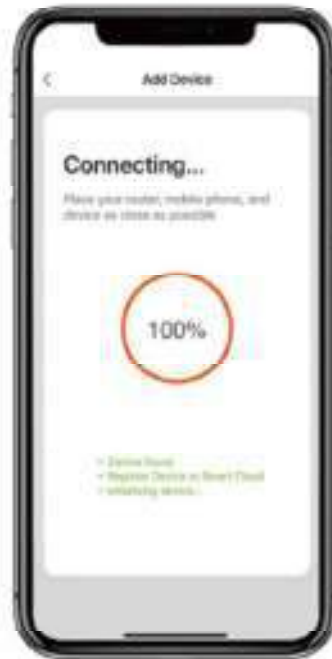 Add Device
Connecting...
Place your router, mobile phone, and
device as close as possible
100%
• Device found
• Register Device to Smart Cloud
• Initializing device...